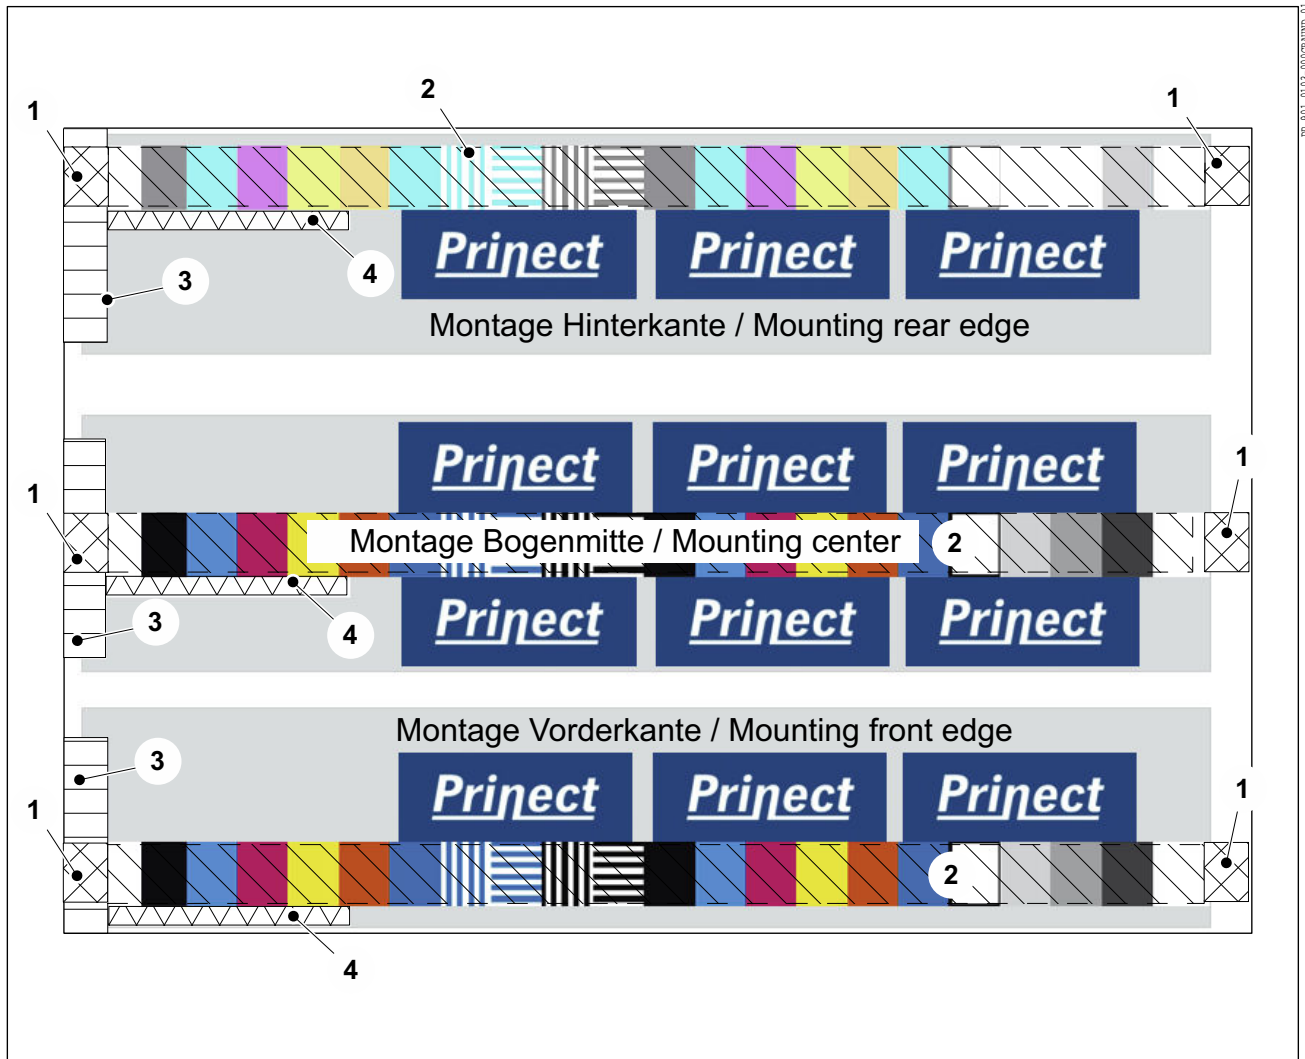 1
2
1
Prinect Prinect Prinect
3
4
Montage Hinterkante / Mounting rear edge
Prinect Prinect Prinect
1
1
Montage Bogenmitte / Mounting center
2
Prinect Prinect Prinect
3
4
Montage Vorderkante / Mounting front edge
3
Prinect Prinect Prinect
1
1
2
4